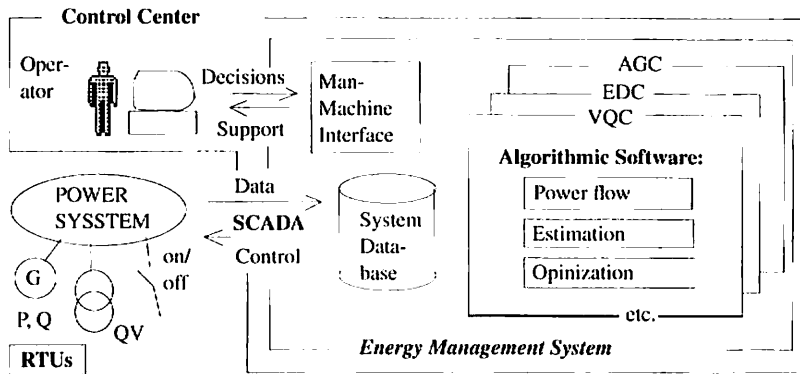 Control Center
Oper-
ator
Decisions
Support
Man-
Machine
Interface
AGC
EDC
VQC
Algorithmic Software:
Power flow
Estimation
Opinization
etc.
POWER
SYSSTEM
Data
SCADA
Control
System
Data-
base
on/
off
G
P, Q
QV
RTUs
Energy Management System